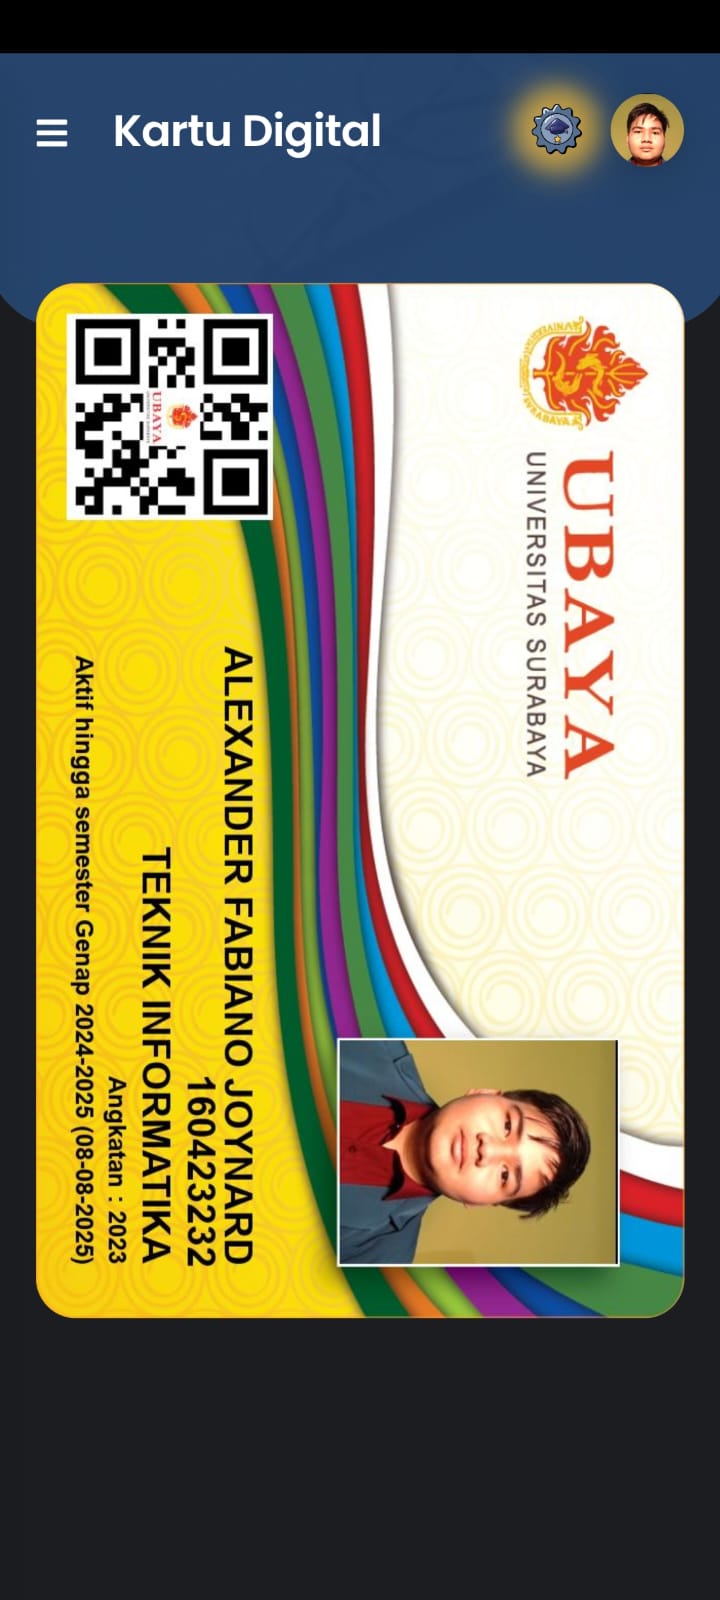 Kartu Digital
UBAYA
UNIVERSITAS SURABAYA
ALEXANDER FABIANO JOYNARD
160423232
TEKNIK INFORMATIKA
Angkatan : 2023
Aktif hingga semester Genap 2024-2025 (08-08-2025)
UBAYA